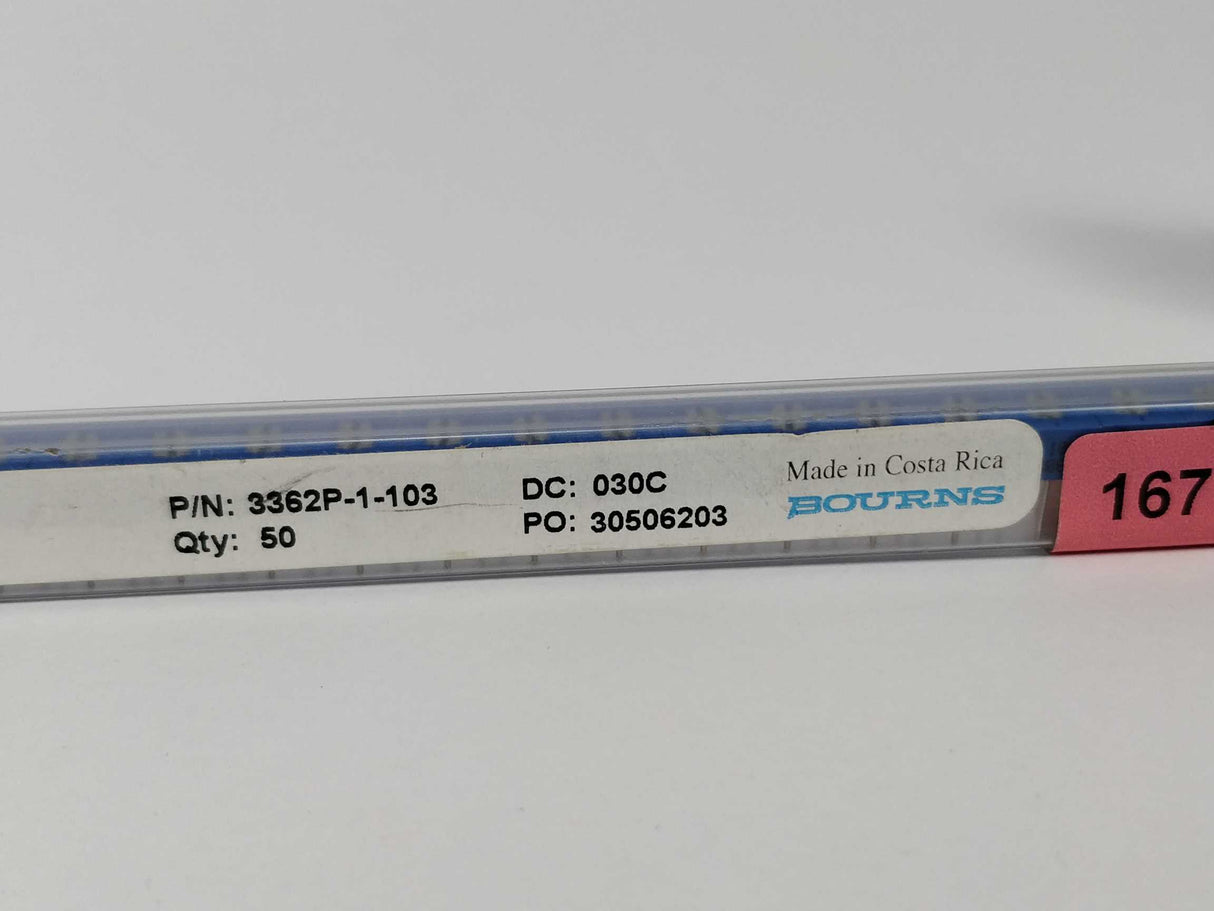 P/N: 3362P-1-103
Qty: 50
DC: 030C
PO: 30506203
Made in Costa Rica
BOURNS
167